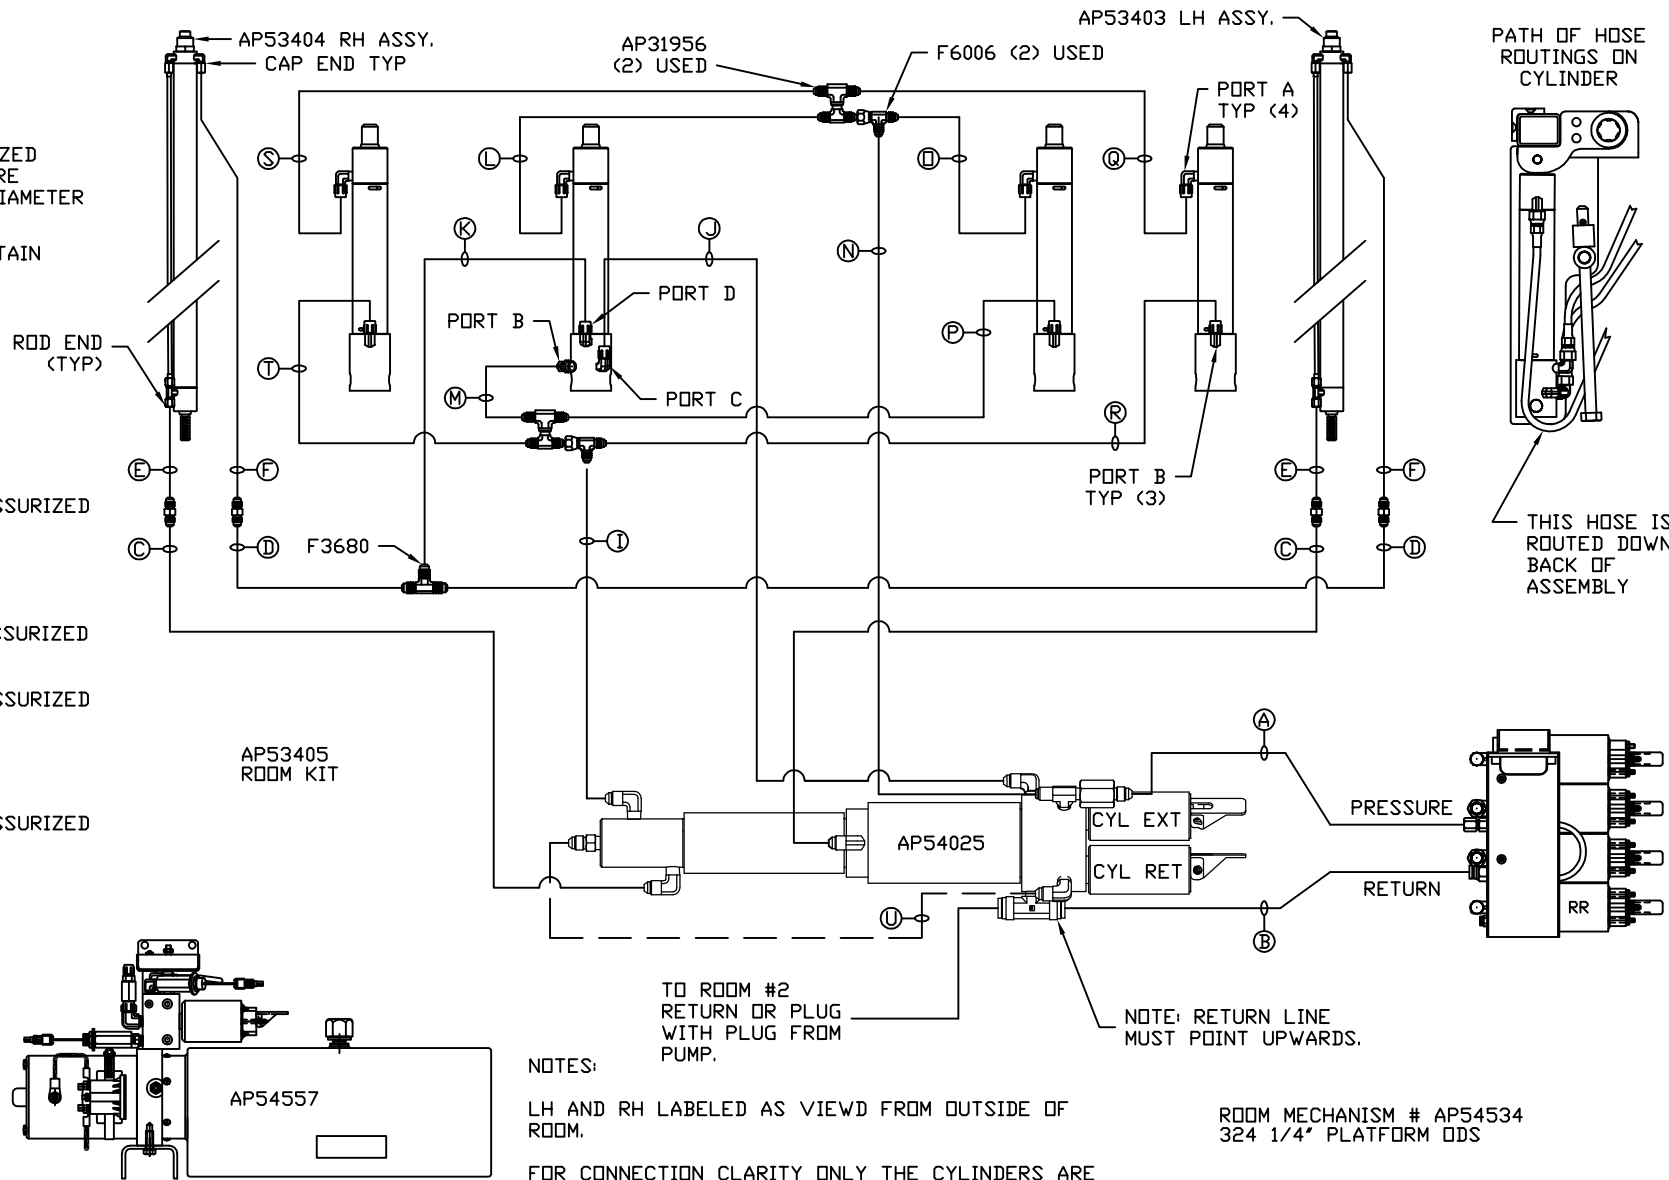 AP53404 RH ASSY.
CAP END TYP
AP31956
(2) USED
F6006 (2) USED
AP53403 LH ASSY.
PORT A
TYP (4)
PATH OF HOSE
ROUTINGS ON
CYLINDER
ZED
RE
IAMETER
TAIN
S
L
O
Q
K
J
N
PORT D
PORT B
PORT C
ROD END
(TYP)
T
M
P
R
PORT B
TYP (3)
E
F
E
F
SSURIZED
C
D
F3680
I
C
D
THIS HOSE IS
ROUTED DOWN
BACK OF
ASSEMBLY
SSURIZED
SSURIZED
AP53405
ROOM KIT
A
PRESSURE
CYL EXT
AP54025
CYL RET
SSURIZED
RETURN
RR
U
B
TO ROOM #2
RETURN OR PLUG
WITH PLUG FROM
PUMP.
NOTE: RETURN LINE
MUST POINT UPWARDS.
AP54557
NOTES:
LH AND RH LABELED AS VIEWD FROM OUTSIDE OF
ROOM.
ROOM MECHANISM # AP54534
324 1/4" PLATFORM ODS
FOR CONNECTION CLARITY ONLY THE CYLINDERS ARE